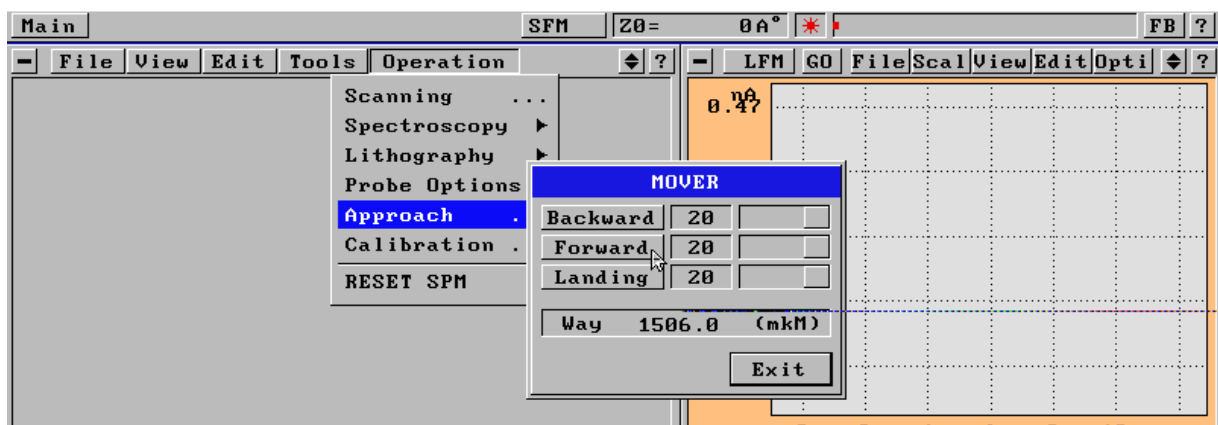 Main SFM Z0= 0A° FB ?
File View Edit Tools Operation ?
LFM GO File Scal View Edit Opti ?
nA
0.47
Scanning ...
Spectroscopy
Lithography
Probe Options
Approach .
Calibration .
RESET SPM
MOVER
Backward 20
Forward 20
Landing 20
Way 1506.0 (mkM)
Exit